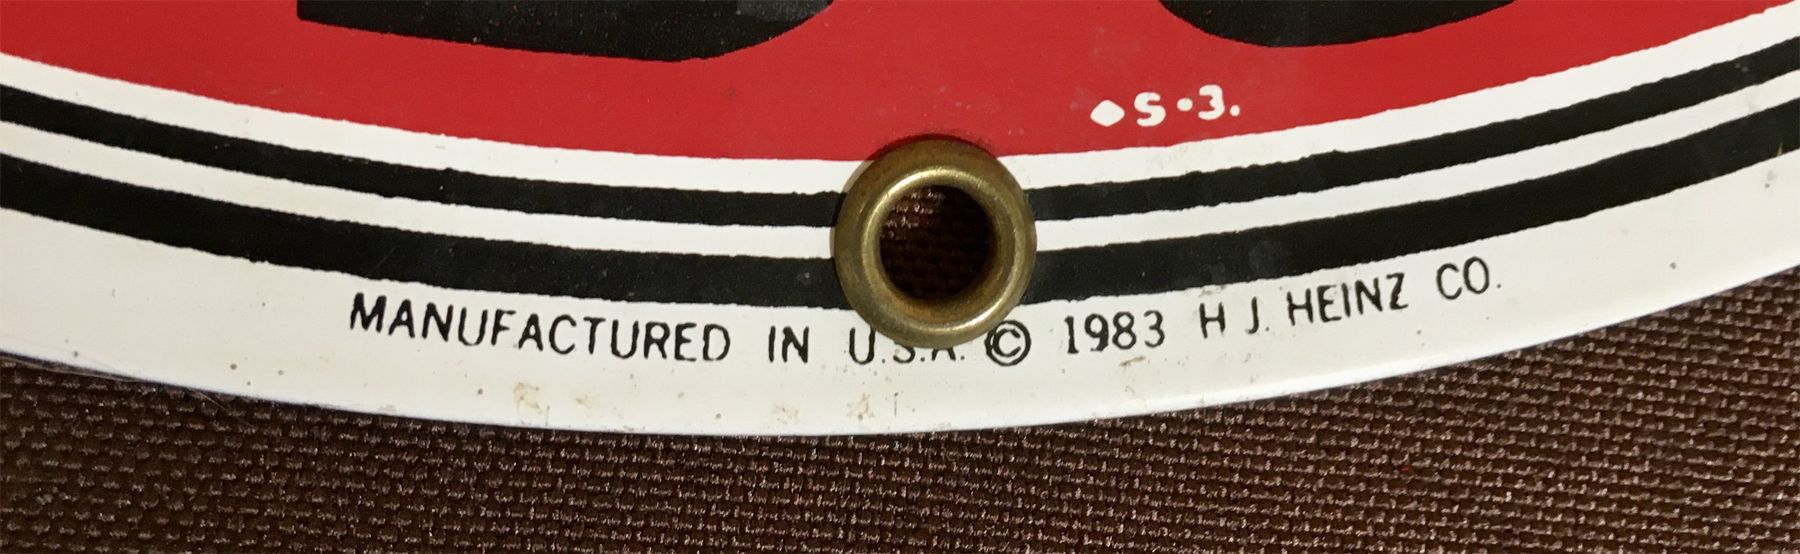 ◆S•3.
MANUFACTURED IN U.S.A. © 1983 H J. HEINZ CO.